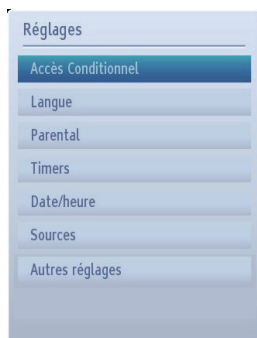 Réglages
Accès Conditionnel
Langue
Parental
Timers
Date/heure
Sources
Autres réglages